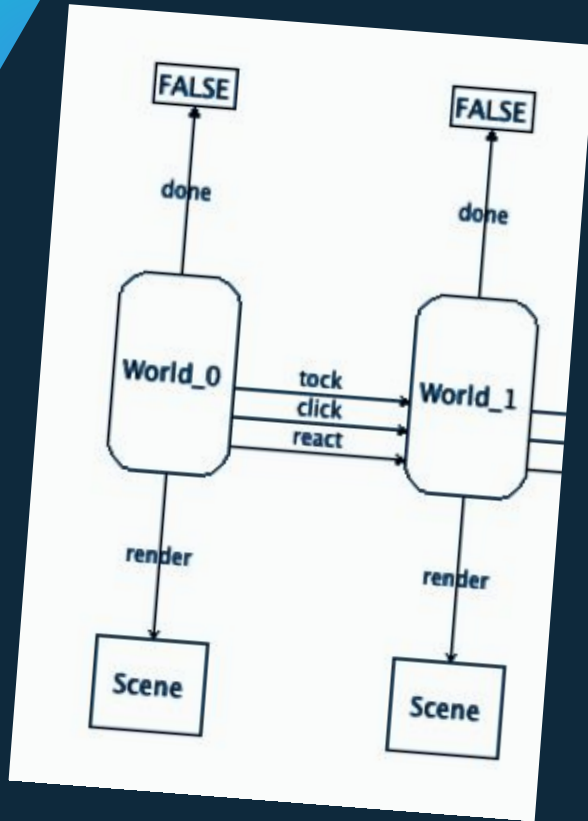 FALSE
FALSE
done
done
World_0
tock
click
react
World_1
render
render
Scene
Scene